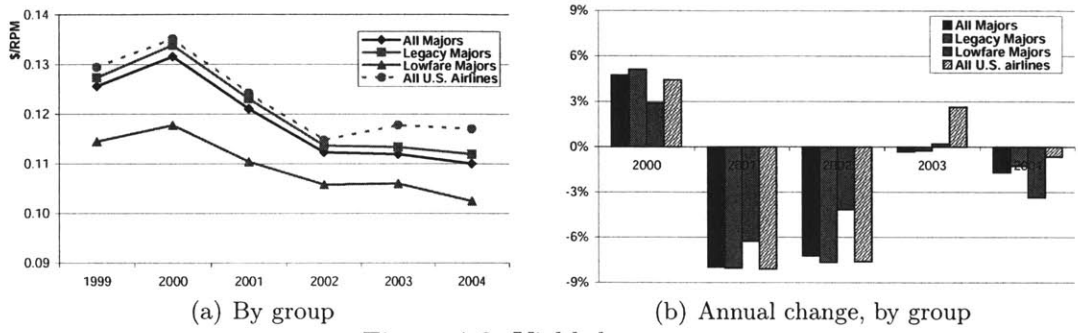 0.14
0.13
0.12
0.11
0.10
0.09
$/RPM
All Majors
Legacy Majors
Lowfare Majors
All U.S. Airlines
1999 2000 2001 2002 2003 2004
(a) By group
9%
6%
3%
0%
-3%
-6%
-9%
All Majors
Legacy Majors
Lowfare Majors
All U.S. airlines
2000 2001 2002 2003 2004
(b) Annual change, by group